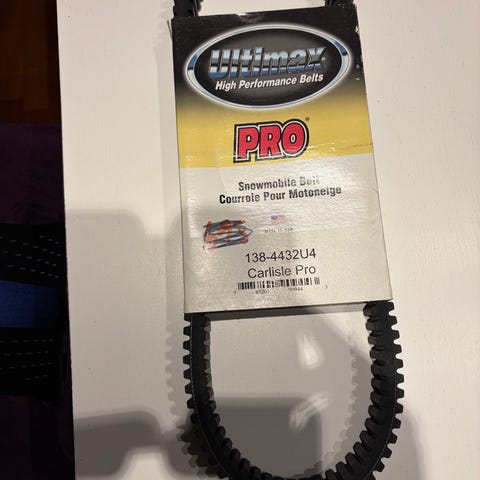 Ultimax
High Performance Belts
PRO®
Snowmobile Belt
Courroie Pour Motoneige
138-4432U4
Carlisle Pro